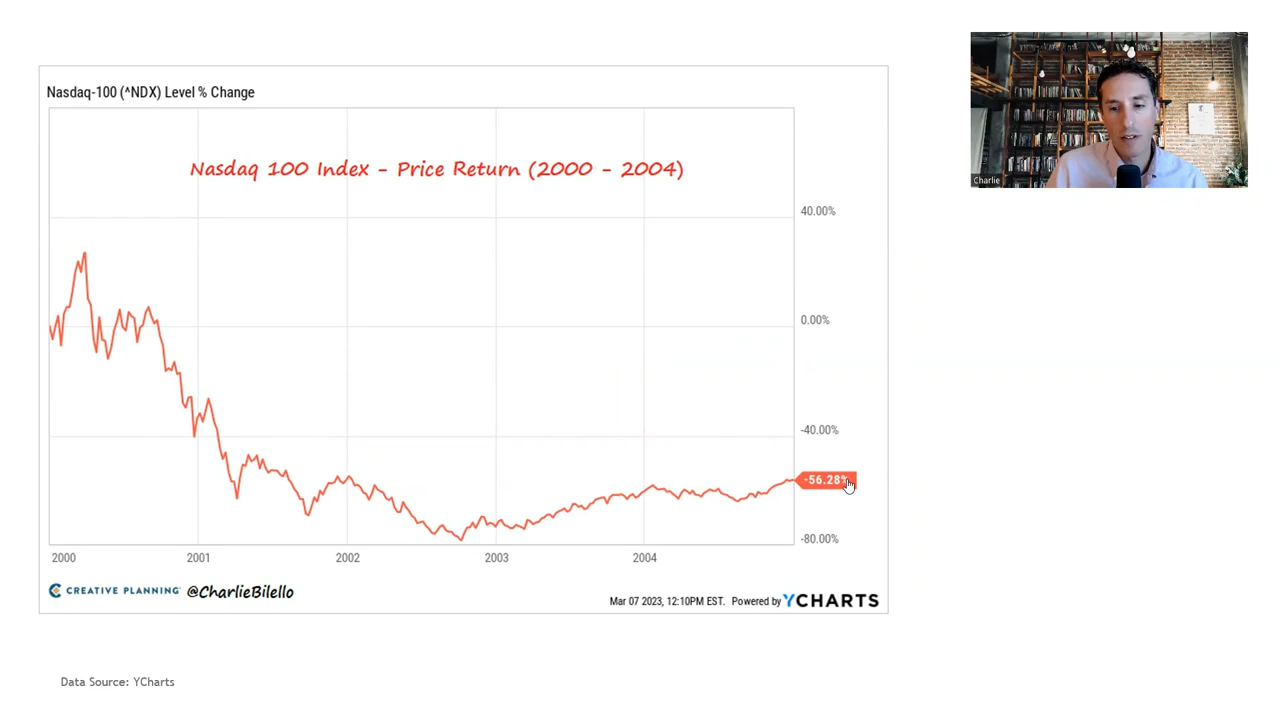 Nasdaq-100 (^NDX) Level % Change
Nasdaq 100 Index - Price Return (2000 - 2004)
40.00%
0.00%
-40.00%
-56.28%
-80.00%
2000 2001 2002 2003 2004
CREATIVE PLANNING @CharlieBilello
Mar 07 2023, 12:10PM EST. Powered by YCHARTS
Data Source: YCharts
Charlie